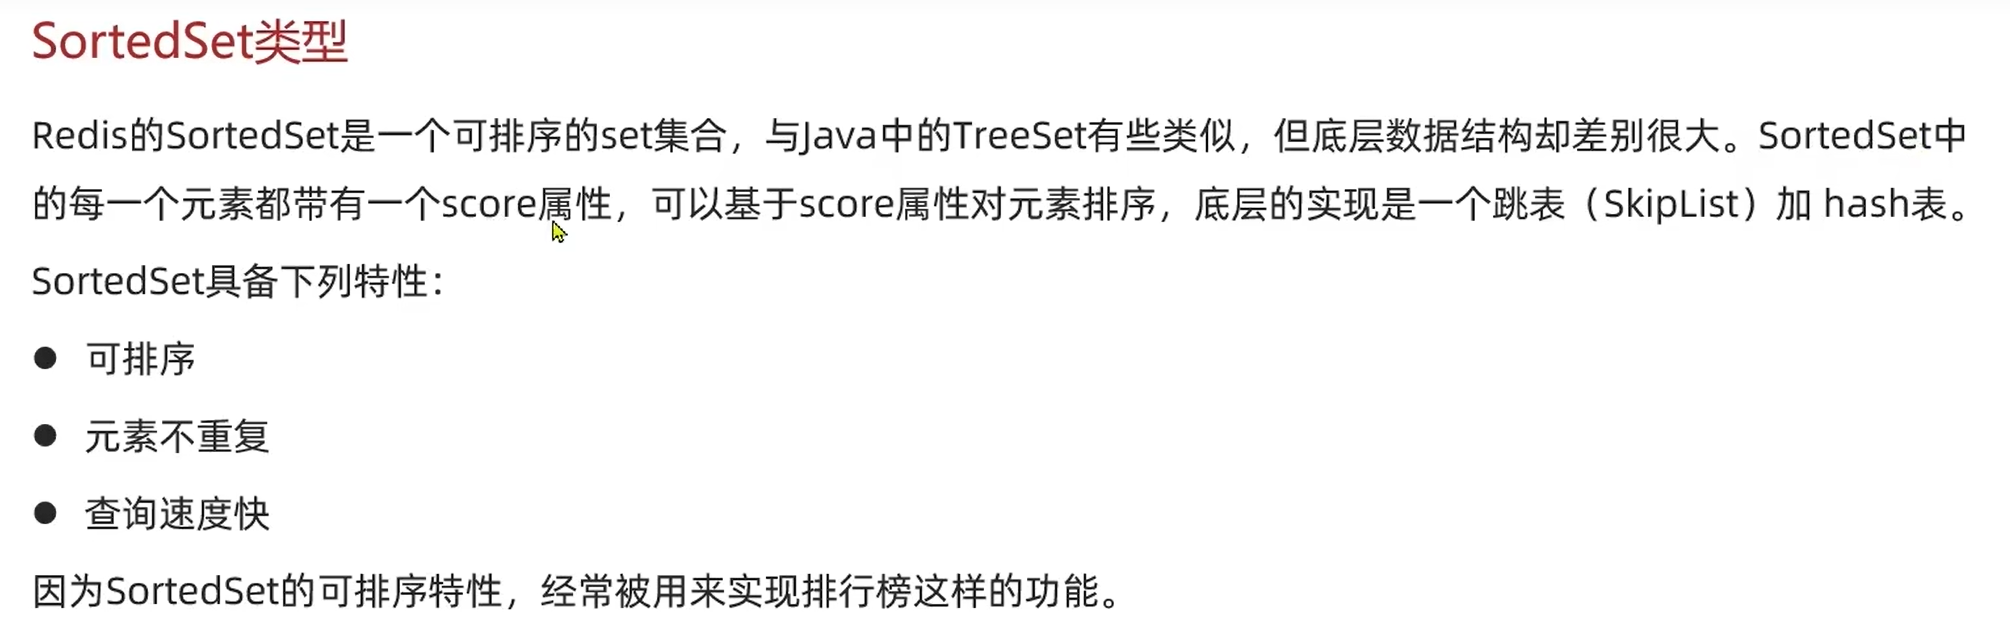 SortedSet类型
Redis的SortedSet是一个可排序的set集合，与Java中的TreeSet有些类似，但底层数据结构却差别很大。SortedSet中
的每一个元素都带有一个score属性，可以基于score属性对元素排序，底层的实现是一个跳表（SkipList）加 hash表。
SortedSet具备下列特性：
● 可排序
● 元素不重复
● 查询速度快
因为SortedSet的可排序特性，经常被用来实现排行榜这样的功能。